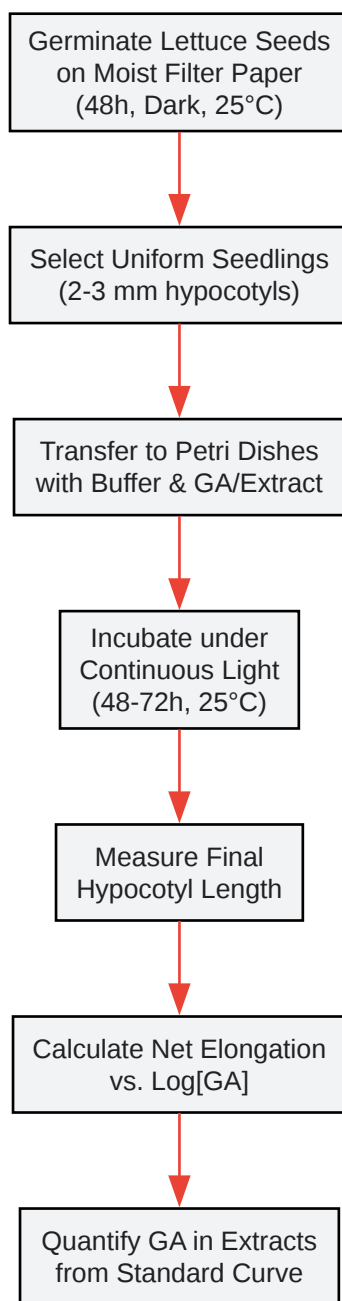 Germinate Lettuce Seeds
on Moist Filter Paper
(48h, Dark, 25°C)
Select Uniform Seedlings
(2-3 mm hypocotyls)
Transfer to Petri Dishes
with Buffer & GA/Extract
Incubate under
Continuous Light
(48-72h, 25°C)
Measure Final
Hypocotyl Length
Calculate Net Elongation
vs. Log[GA]
Quantify GA in Extracts
from Standard Curve